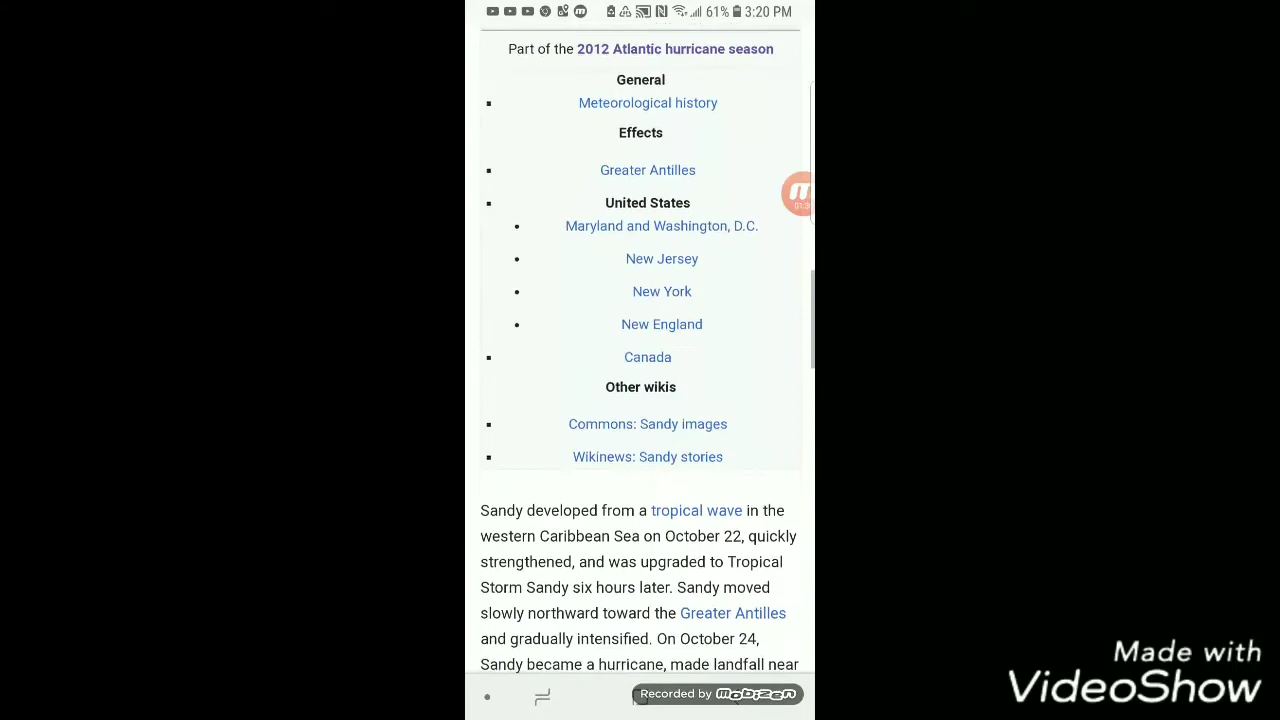 61% 3:20 PM
Part of the 2012 Atlantic hurricane season
General
Meteorological history
Effects
Greater Antilles
United States
Maryland and Washington, D.C.
New Jersey
New York
New England
Canada
Other wikis
Commons: Sandy images
Wikinews: Sandy stories
Sandy developed from a tropical wave in the
western Caribbean Sea on October 22, quickly
strengthened, and was upgraded to Tropical
Storm Sandy six hours later. Sandy moved
slowly northward toward the Greater Antilles
and gradually intensified. On October 24,
Sandy became a hurricane, made landfall near
Recorded by mobizen
Made with
VideoShow